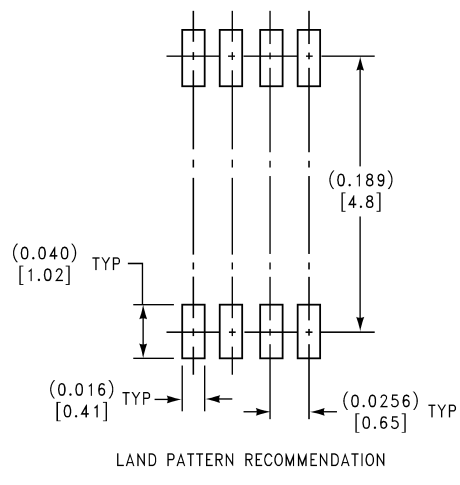 (0.189)
[4.8]
(0.040)
[1.02]
TYP
(0.016)
[0.41]
TYP
(0.0256)
[0.65]
TYP
LAND PATTERN RECOMMENDATION